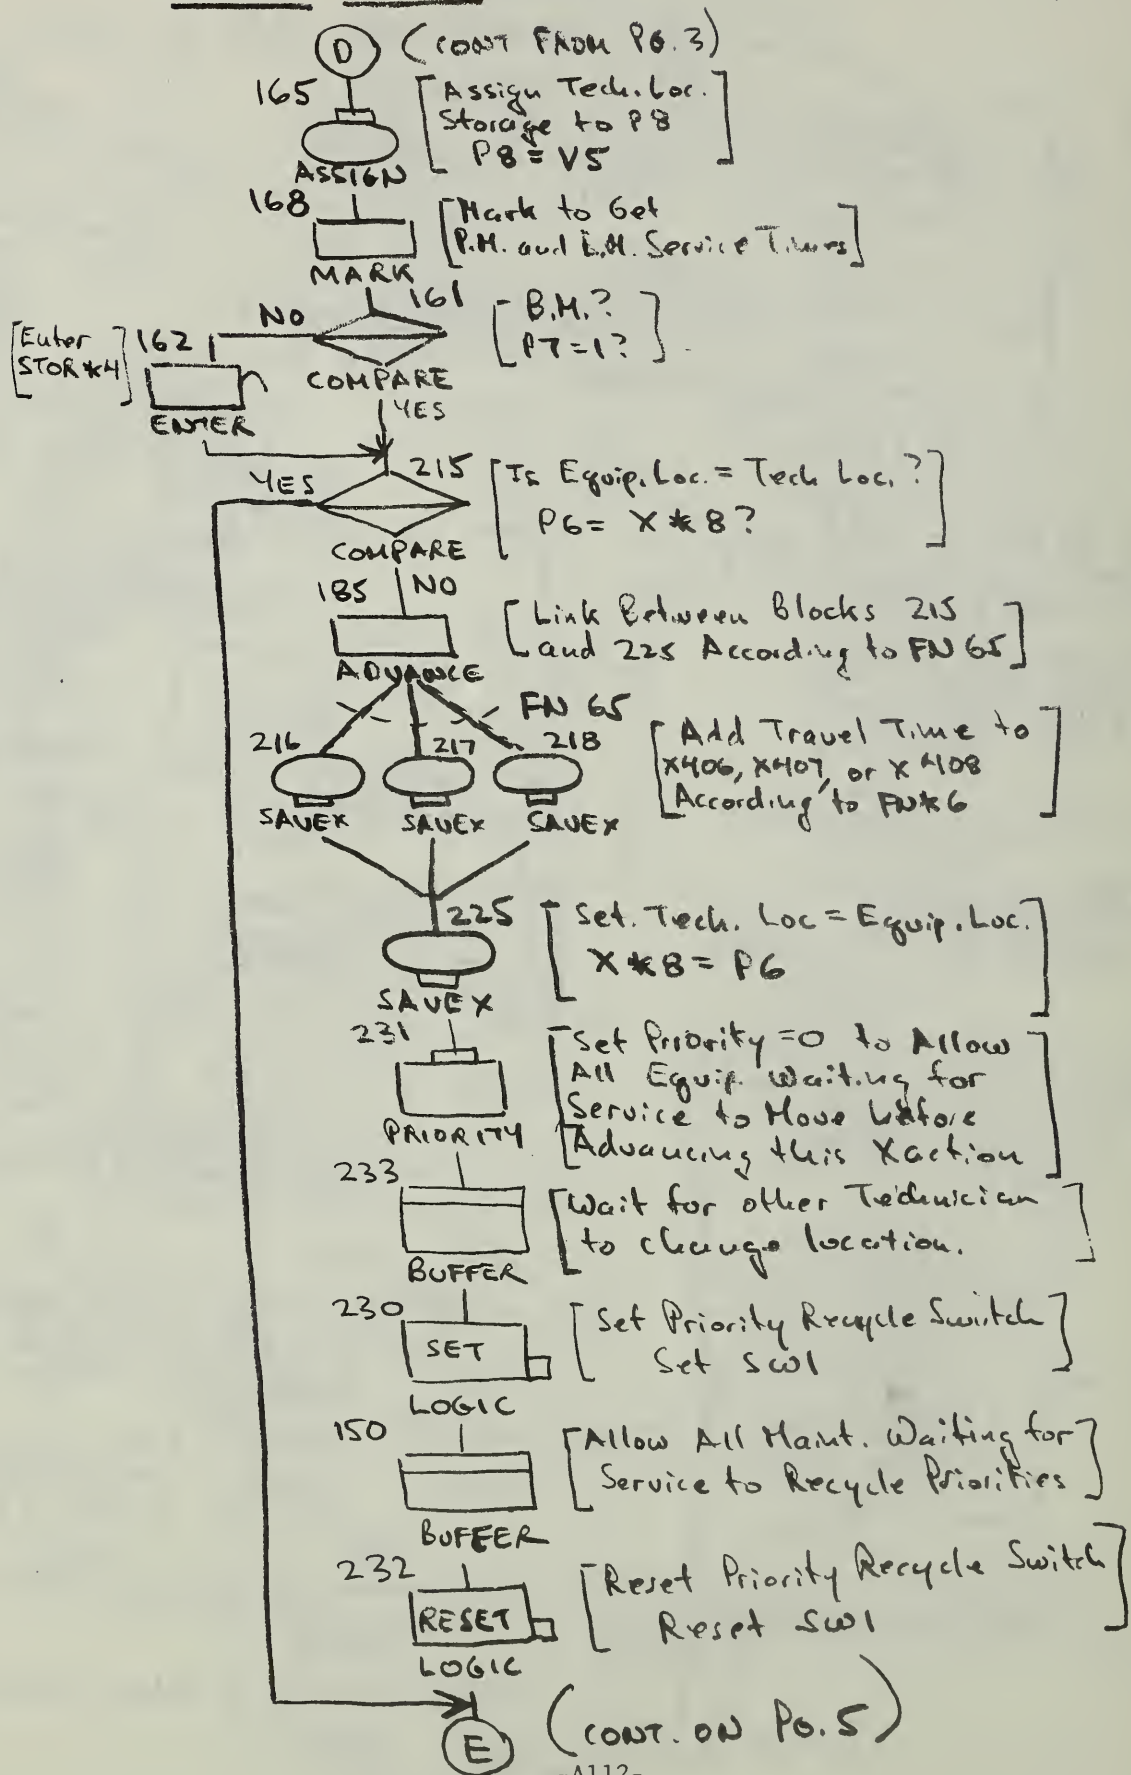 D (CONT FROM PG.3)
165
[Assign Tech. Loc.
Storage to P8
P8 = V5]
ASSIGN
168
[Mark to Get
P.M. and E.M. Service Times]
MARK
161
NO
[B.M.?
P7=1?]
[Enter
STOR*4]
162
COMPARE
YES
ENTER
215
YES
[Is Equip. Loc. = Tech Loc.?
P6 = X*8?]
COMPARE
NO
185
[Link Between Blocks 215
and 225 According to FN 65]
ADVANCE
FN 65
216 217 218
[Add Travel Time to
X406, X407, or X408
According to FN*6]
SAVEX SAVEX SAVEX
225
[Set. Tech. Loc = Equip. Loc.
X*8 = P6]
SAVEX
231
[Set Priority =0 to Allow
All Equip. Waiting for
Service to Move before
Advancing this Xaction]
PRIORITY
233
[Wait for other Technician
to change location.]
BUFFER
230
SET
[Set Priority Recycle Switch
Set SW1]
LOGIC
150
[Allow All Maint. Waiting for
Service to Recycle Priorities]
BUFFER
232
RESET
[Reset Priority Recycle Switch
Reset SW1]
LOGIC
E (CONT. ON PG.5)
-A112-